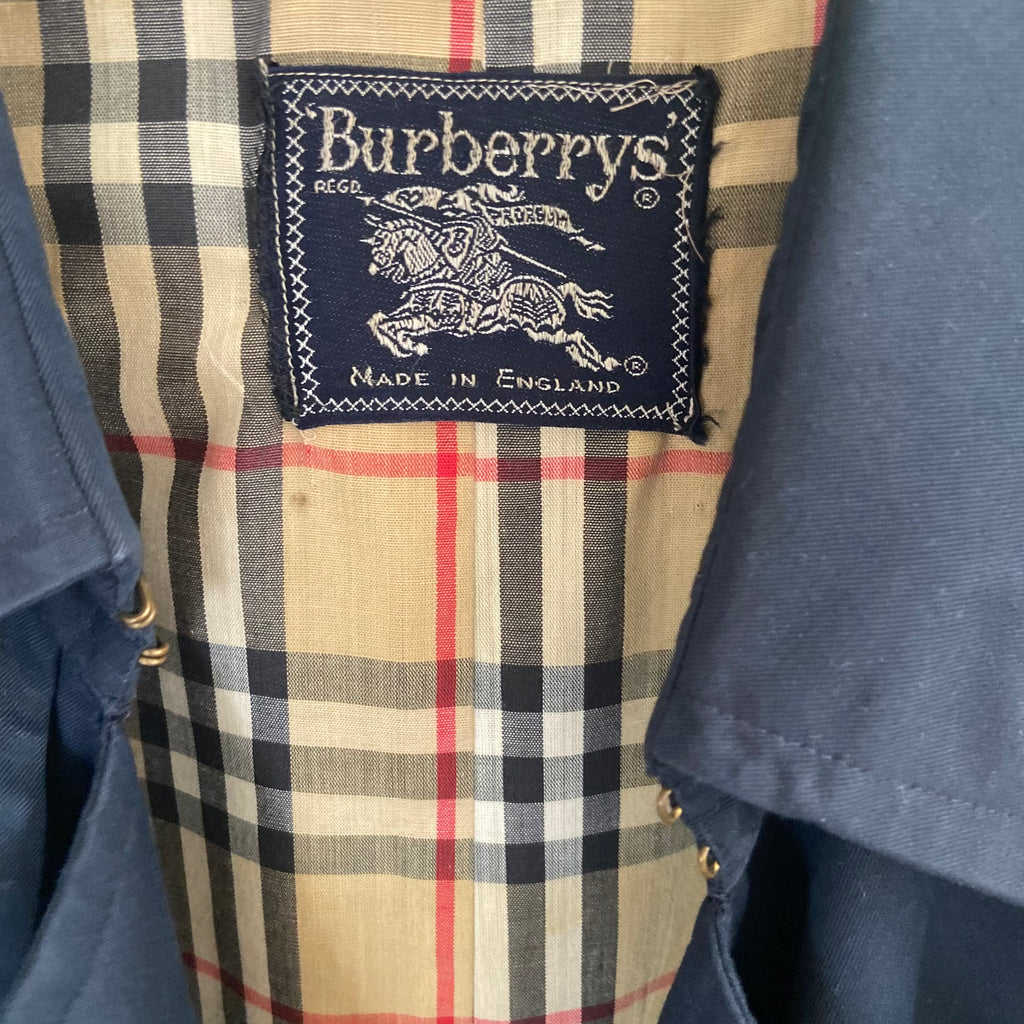 'Burberrys'
REGD. ®
PRORSUM
®
MADE IN ENGLAND